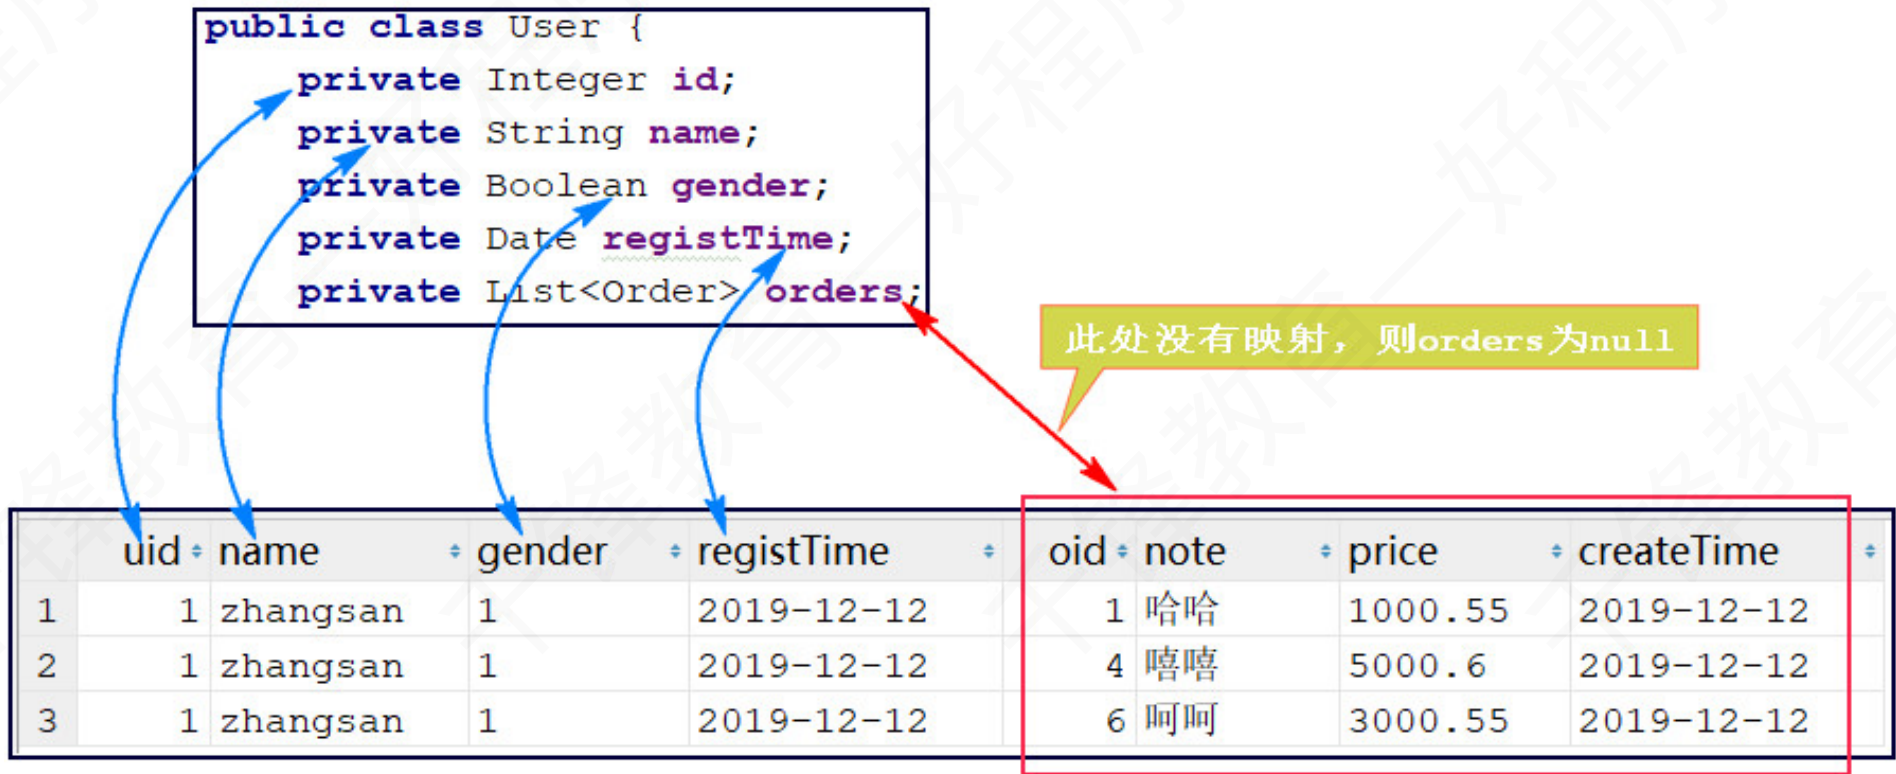 public class User {
private Integer id;
private String name;
private Boolean gender;
private Date registTime;
private List<Order> orders;
此处没有映射，则orders为null
uid name gender registTime oid note price createTime
1 1 zhangsan 1 2019-12-12 1 哈哈 1000.55 2019-12-12
2 1 zhangsan 1 2019-12-12 4 嘻嘻 5000.6 2019-12-12
3 1 zhangsan 1 2019-12-12 6 呵呵 3000.55 2019-12-12